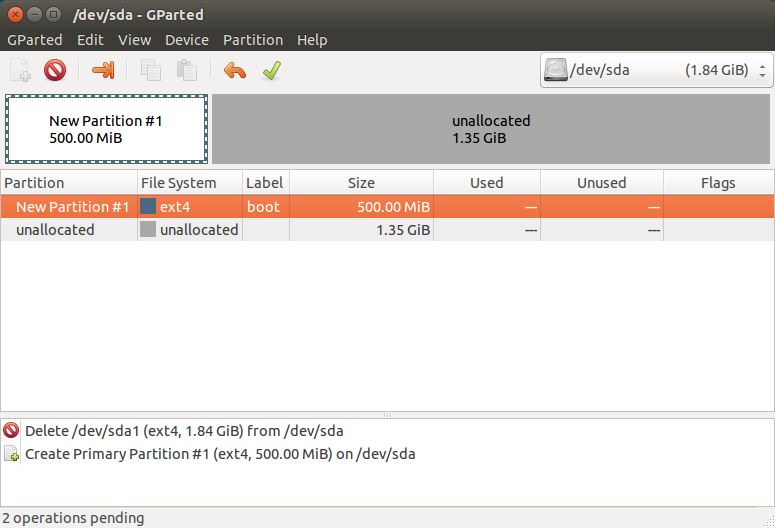 /dev/sda - GParted
GParted Edit View Device Partition Help
/dev/sda (1.84 GiB)
New Partition #1
500.00 MiB
unallocated
1.35 GiB
Partition File System Label Size Used Unused Flags
New Partition #1 ext4 boot 500.00 MiB --- ---
unallocated unallocated 1.35 GiB --- ---
Delete /dev/sda1 (ext4, 1.84 GiB) from /dev/sda
Create Primary Partition #1 (ext4, 500.00 MiB) on /dev/sda
2 operations pending